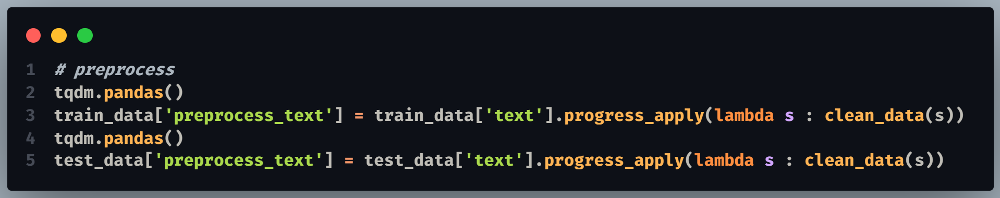 1 # preprocess
2 tqdm.pandas()
3 train_data['preprocess_text'] = train_data['text'].progress_apply(lambda s : clean_data(s))
4 tqdm.pandas()
5 test_data['preprocess_text'] = test_data['text'].progress_apply(lambda s : clean_data(s))